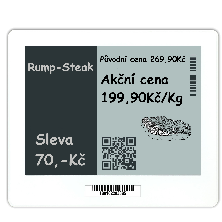 Rump-Steak
Sleva
70,-Kč
Původní cena 269,90Kč
Akční cena
199,90Kč/Kg